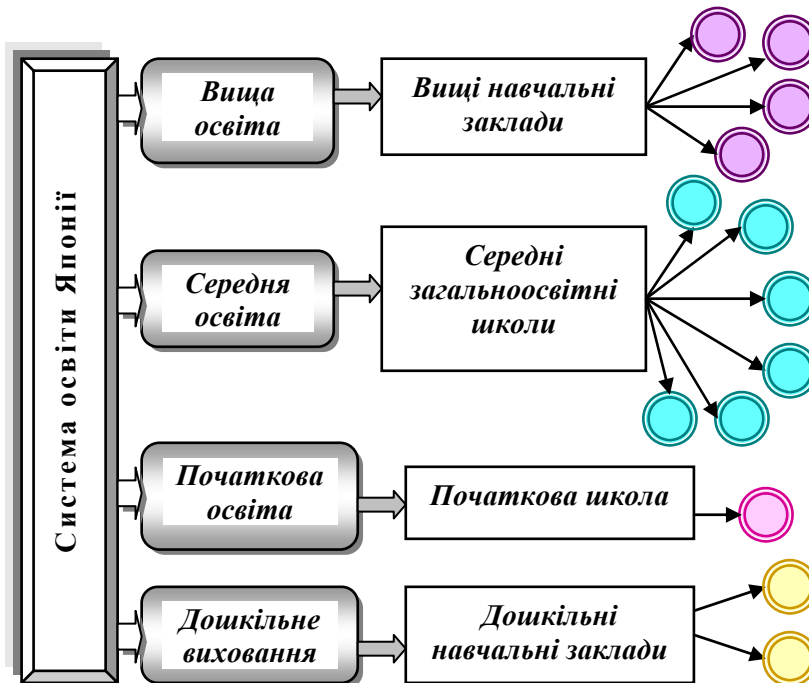 Система освіти Японії
Вища
освіта
Вищі навчальні
заклади
Середня
освіта
Середні
загальноосвітні
школи
Початкова
освіта
Початкова школа
Дошкільне
виховання
Дошкільні
навчальні заклади